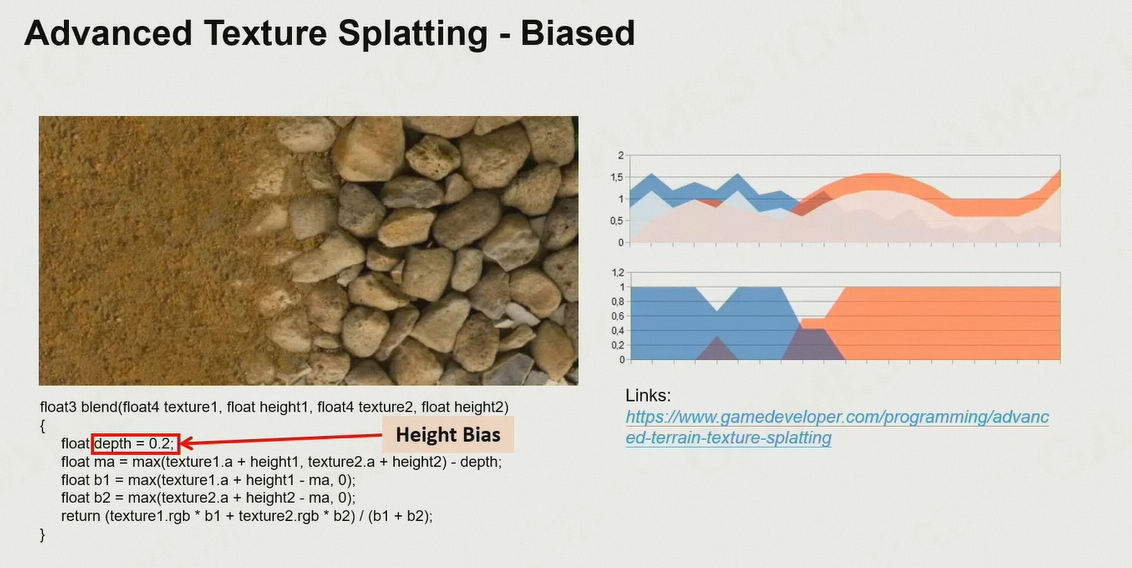 Advanced Texture Splatting - Biased
2
1,5
1
0,5
0
1,2
1
0,8
0,6
0,4
0,2
0
float3 blend(float4 texture1, float height1, float4 texture2, float height2)
{
float depth = 0.2;
Height Bias
float ma = max(texture1.a + height1, texture2.a + height2) - depth;
float b1 = max(texture1.a + height1 - ma, 0);
float b2 = max(texture2.a + height2 - ma, 0);
return (texture1.rgb * b1 + texture2.rgb * b2) / (b1 + b2);
}
Links:
https://www.gamedeveloper.com/programming/advanc
ed-terrain-texture-splatting